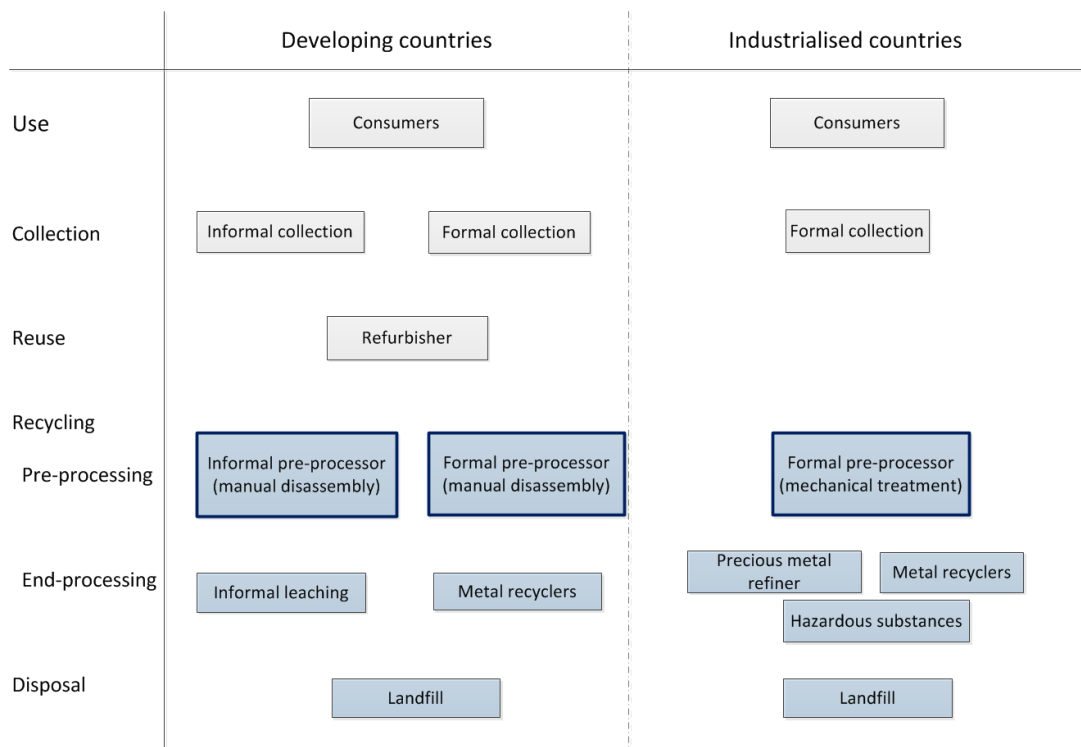 Developing countries
Industrialised countries
Use
Consumers
Consumers
Collection
Informal collection
Formal collection
Formal collection
Reuse
Refurbisher
Recycling
Pre-processing
Informal pre-processor
(manual disassembly)
Formal pre-processor
(manual disassembly)
Formal pre-processor
(mechanical treatment)
End-processing
Informal leaching
Metal recyclers
Precious metal
refiner
Metal recyclers
Hazardous substances
Disposal
Landfill
Landfill